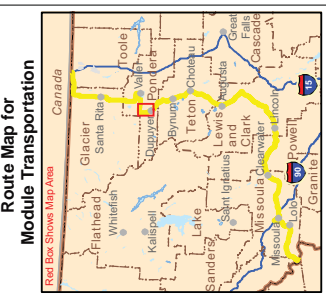 Route Map for
Module Transportation
Red Box Shows Map Area
Canada
Glacier
Santa Rita
Toole
Flathead
Whitefish
Kalispell
Valier
Pondera
Dupuyer
Bynum
Choteau
Teton
Great
Falls
Cascade
Augusta
Lake
Lewis
and
Clark
Sanders
Saint Ignatius
Missoula
Clearwater
Lincoln
Powell
Missoula
Lolo
Granite
15
90